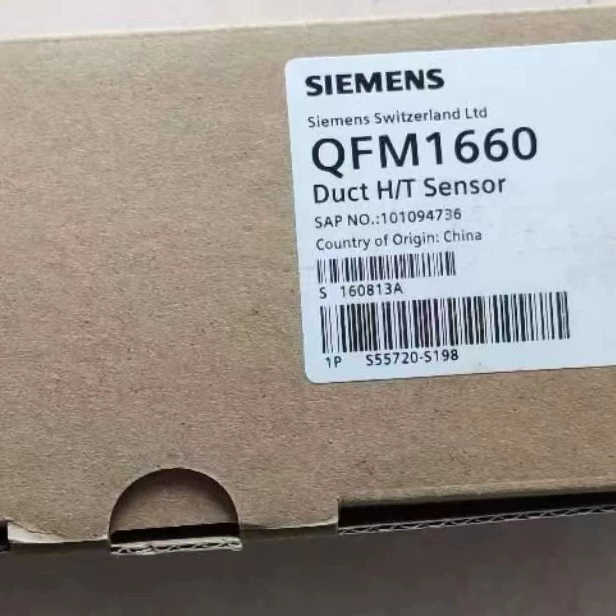 SIEMENS
Siemens Switzerland Ltd
QFM1660
Duct H/T Sensor
SAP NO.:101094736
Country of Origin: China
S 160813A
1P S55720-S198